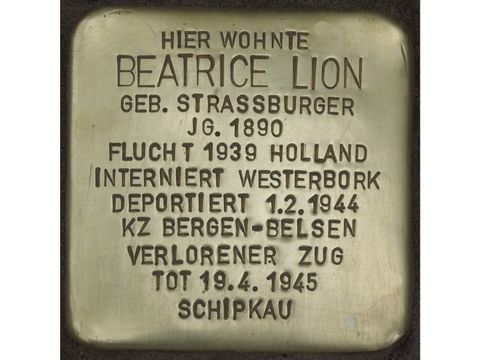 HIER WOHNTE
BEATRICE LION
GEB. STRASSBURGER
JG. 1890
FLUCHT 1939 HOLLAND
INTERNIERT WESTERBORK
DEPORTIERT 1.2.1944
KZ BERGEN-BELSEN
VERLORENER ZUG
TOT 19.4.1945
SCHIPKAU